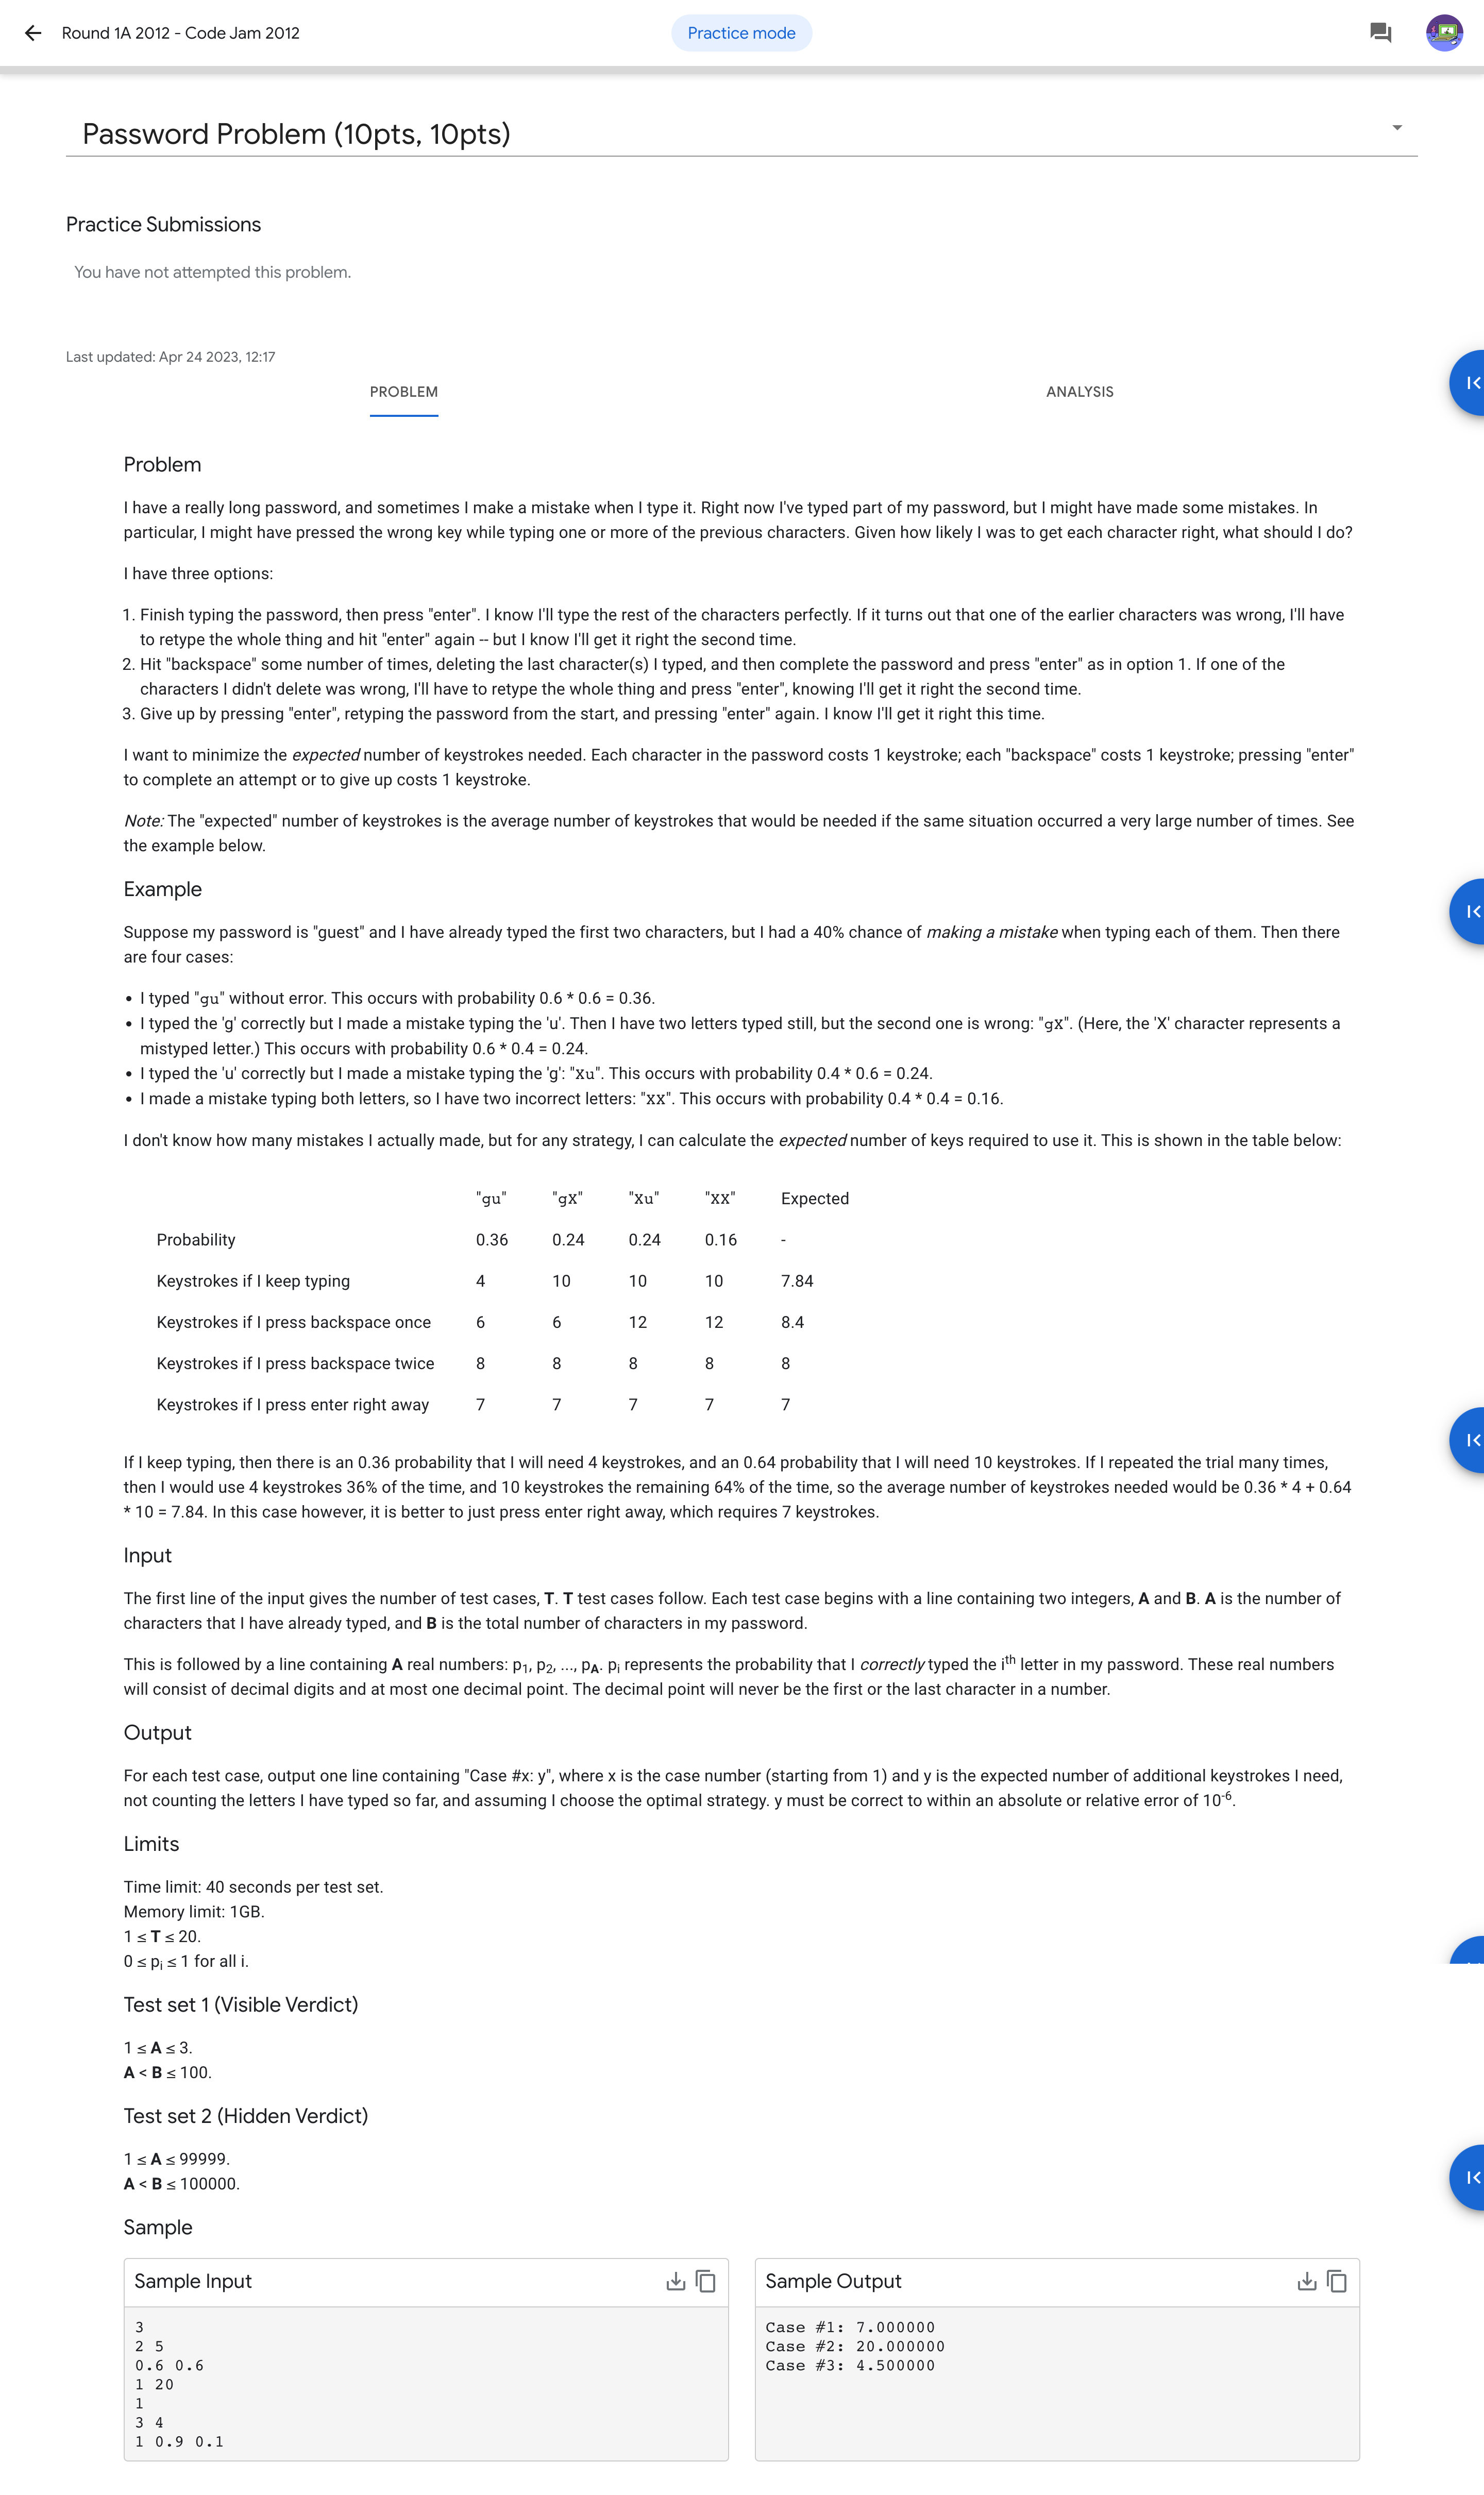 Round 1A 2012 - Code Jam 2012
Practice mode
Password Problem (10pts, 10pts)
Practice Submissions
You have not attempted this problem.
Last updated: Apr 24 2023, 12:17
PROBLEM
ANALYSIS
Problem
I have a really long password, and sometimes I make a mistake when I type it. Right now I've typed part of my password, but I might have made some mistakes. In
particular, I might have pressed the wrong key while typing one or more of the previous characters. Given how likely I was to get each character right, what should I do?
I have three options:
1. Finish typing the password, then press "enter". I know I'll type the rest of the characters perfectly. If it turns out that one of the earlier characters was wrong, I'll have
to retype the whole thing and hit "enter" again -- but I know I'll get it right the second time.
2. Hit "backspace" some number of times, deleting the last character(s) I typed, and then complete the password and press "enter" as in option 1. If one of the
characters I didn't delete was wrong, I'll have to retype the whole thing and press "enter", knowing I'll get it right the second time.
3. Give up by pressing "enter", retyping the password from the start, and pressing "enter" again. I know I'll get it right this time.
I want to minimize the expected number of keystrokes needed. Each character in the password costs 1 keystroke; each "backspace" costs 1 keystroke; pressing "enter"
to complete an attempt or to give up costs 1 keystroke.
Note: The "expected" number of keystrokes is the average number of keystrokes that would be needed if the same situation occurred a very large number of times. See
the example below.
Example
Suppose my password is "guest" and I have already typed the first two characters, but I had a 40% chance of making a mistake when typing each of them. Then there
are four cases:
• I typed "gu" without error. This occurs with probability 0.6 * 0.6 = 0.36.
• I typed the 'g' correctly but I made a mistake typing the 'u'. Then I have two letters typed still, but the second one is wrong: "gX". (Here, the 'X' character represents a
mistyped letter.) This occurs with probability 0.6 * 0.4 = 0.24.
• I typed the 'u' correctly but I made a mistake typing the 'g': "Xu". This occurs with probability 0.4 * 0.6 = 0.24.
• I made a mistake typing both letters, so I have two incorrect letters: "XX". This occurs with probability 0.4 * 0.4 = 0.16.
I don't know how many mistakes I actually made, but for any strategy, I can calculate the expected number of keys required to use it. This is shown in the table below:
"gu" "gX" "Xu" "XX" Expected
Probability 0.36 0.24 0.24 0.16 -
Keystrokes if I keep typing 4 10 10 10 7.84
Keystrokes if I press backspace once 6 6 12 12 8.4
Keystrokes if I press backspace twice 8 8 8 8 8
Keystrokes if I press enter right away 7 7 7 7 7
If I keep typing, then there is an 0.36 probability that I will need 4 keystrokes, and an 0.64 probability that I will need 10 keystrokes. If I repeated the trial many times,
then I would use 4 keystrokes 36% of the time, and 10 keystrokes the remaining 64% of the time, so the average number of keystrokes needed would be 0.36 * 4 + 0.64
* 10 = 7.84. In this case however, it is better to just press enter right away, which requires 7 keystrokes.
Input
The first line of the input gives the number of test cases, T. T test cases follow. Each test case begins with a line containing two integers, A and B. A is the number of
characters that I have already typed, and B is the total number of characters in my password.
This is followed by a line containing A real numbers: p1, p2, ..., pA. pi represents the probability that I correctly typed the ith letter in my password. These real numbers
will consist of decimal digits and at most one decimal point. The decimal point will never be the first or the last character in a number.
Output
For each test case, output one line containing "Case #x: y", where x is the case number (starting from 1) and y is the expected number of additional keystrokes I need,
not counting the letters I have typed so far, and assuming I choose the optimal strategy. y must be correct to within an absolute or relative error of 10-6.
Limits
Time limit: 40 seconds per test set.
Memory limit: 1GB.
1 ≤ T ≤ 20.
0 ≤ pi ≤ 1 for all i.
Test set 1 (Visible Verdict)
1 ≤ A ≤ 3.
A < B ≤ 100.
Test set 2 (Hidden Verdict)
1 ≤ A ≤ 99999.
A < B ≤ 100000.
Sample
Sample Input
3
2 5
0.6 0.6
1 20
1
3 4
1 0.9 0.1
Sample Output
Case #1: 7.000000
Case #2: 20.000000
Case #3: 4.500000